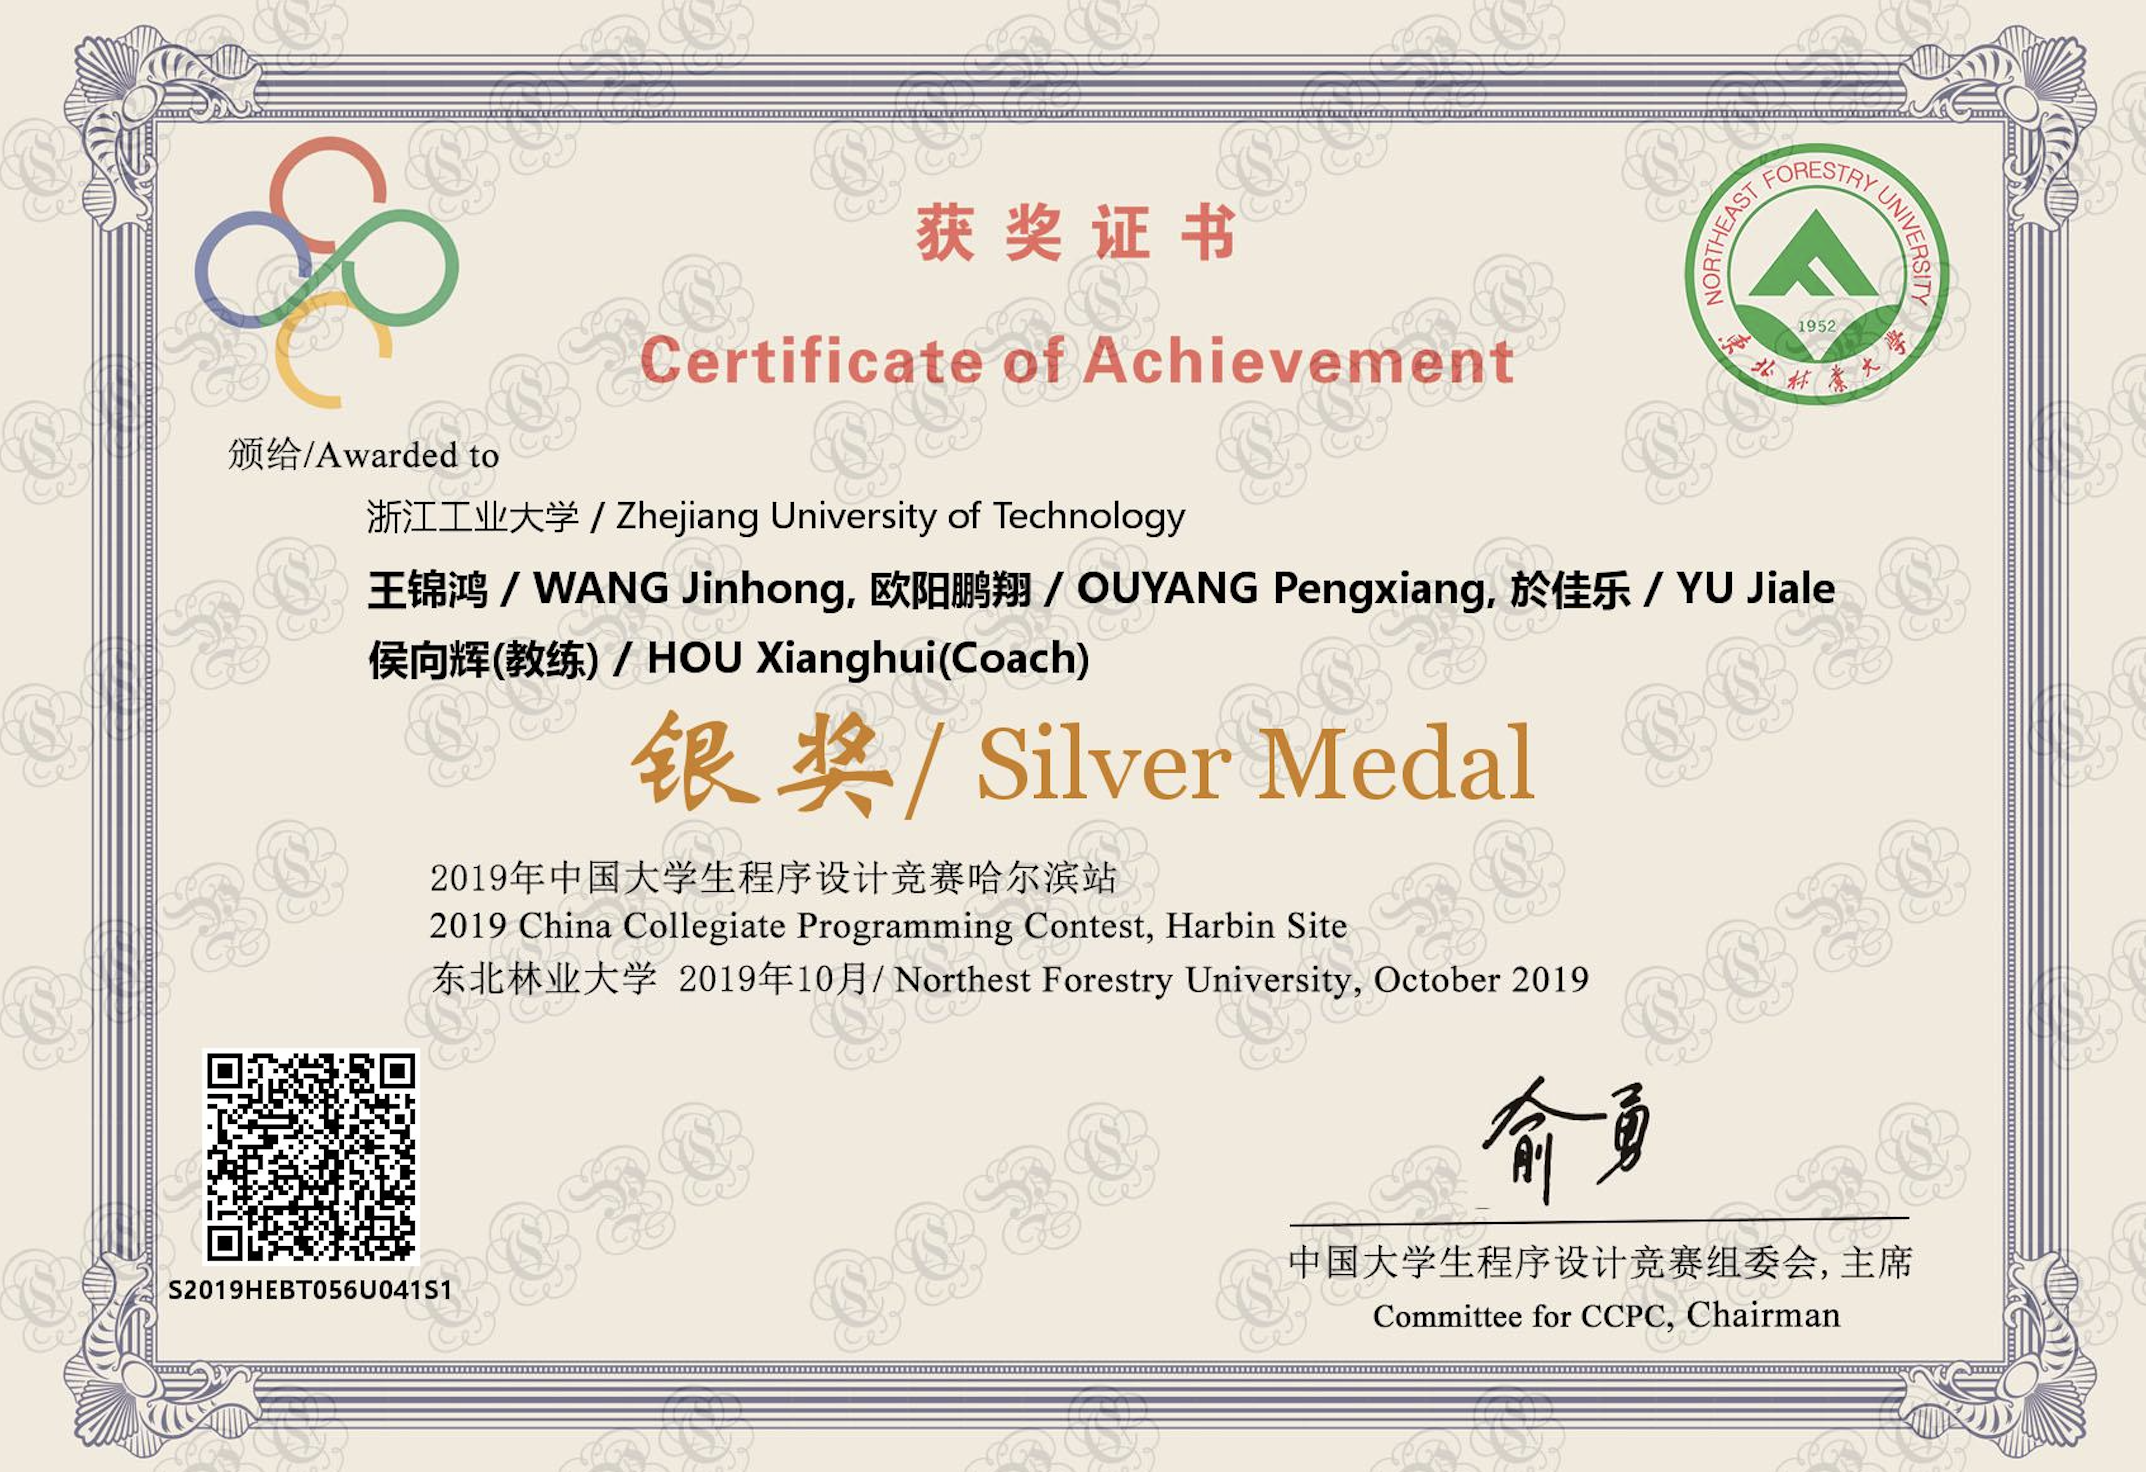 获奖证书
Certificate of Achievement
NORTHEAST FORESTRY UNIVERSITY
1952
东北林业大学
颁给/Awarded to
浙江工业大学 / Zhejiang University of Technology
王锦鸿 / WANG Jinhong, 欧阳鹏翔 / OUYANG Pengxiang, 於佳乐 / YU Jiale
侯向辉(教练) / HOU Xianghui(Coach)
银奖/ Silver Medal
2019年中国大学生程序设计竞赛哈尔滨站
2019 China Collegiate Programming Contest, Harbin Site
东北林业大学 2019年10月/ Northest Forestry University, October 2019
俞勇
S2019HEBT056U041S1
中国大学生程序设计竞赛组委会, 主席
Committee for CCPC, Chairman